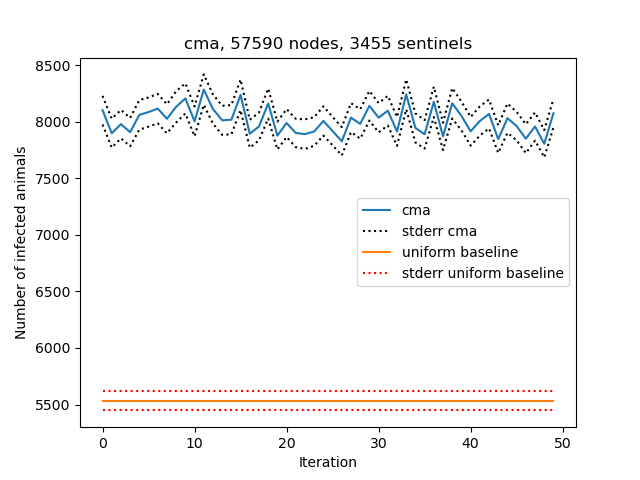 cma, 57590 nodes, 3455 sentinels
8500
8000
7500
7000
6500
6000
5500
Number of infected animals
cma
stderr cma
uniform baseline
stderr uniform baseline
0 10 20 30 40 50
Iteration